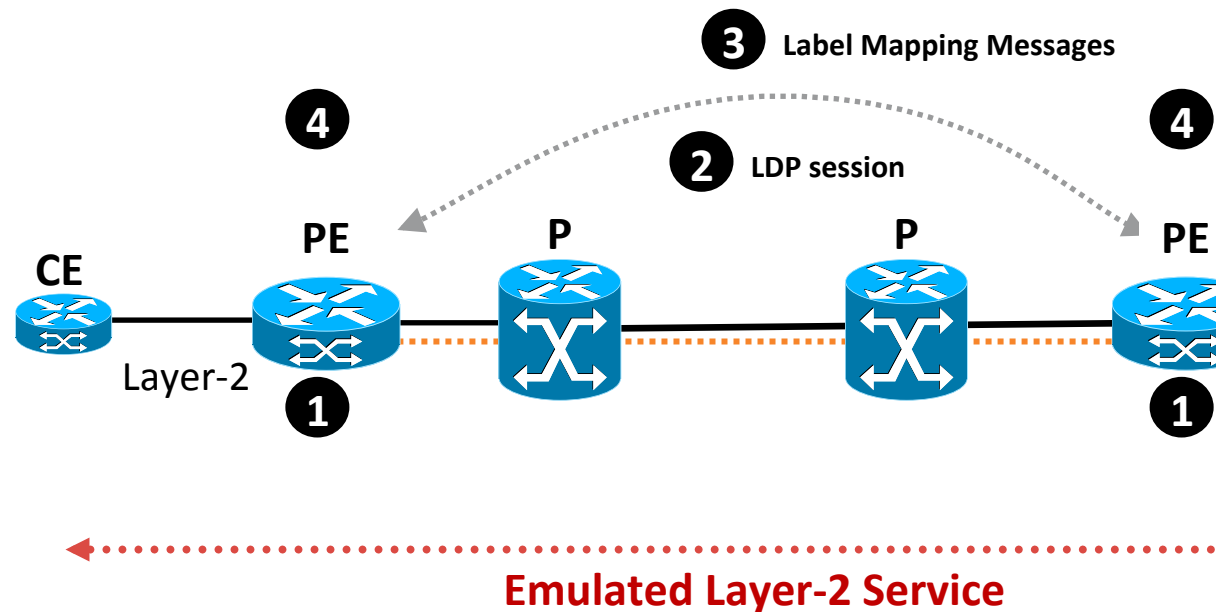 3 Label Mapping Messages
4
4
2 LDP session
PE
P
P
PE
CE
Layer-2
1
1
Emulated Layer-2 Service